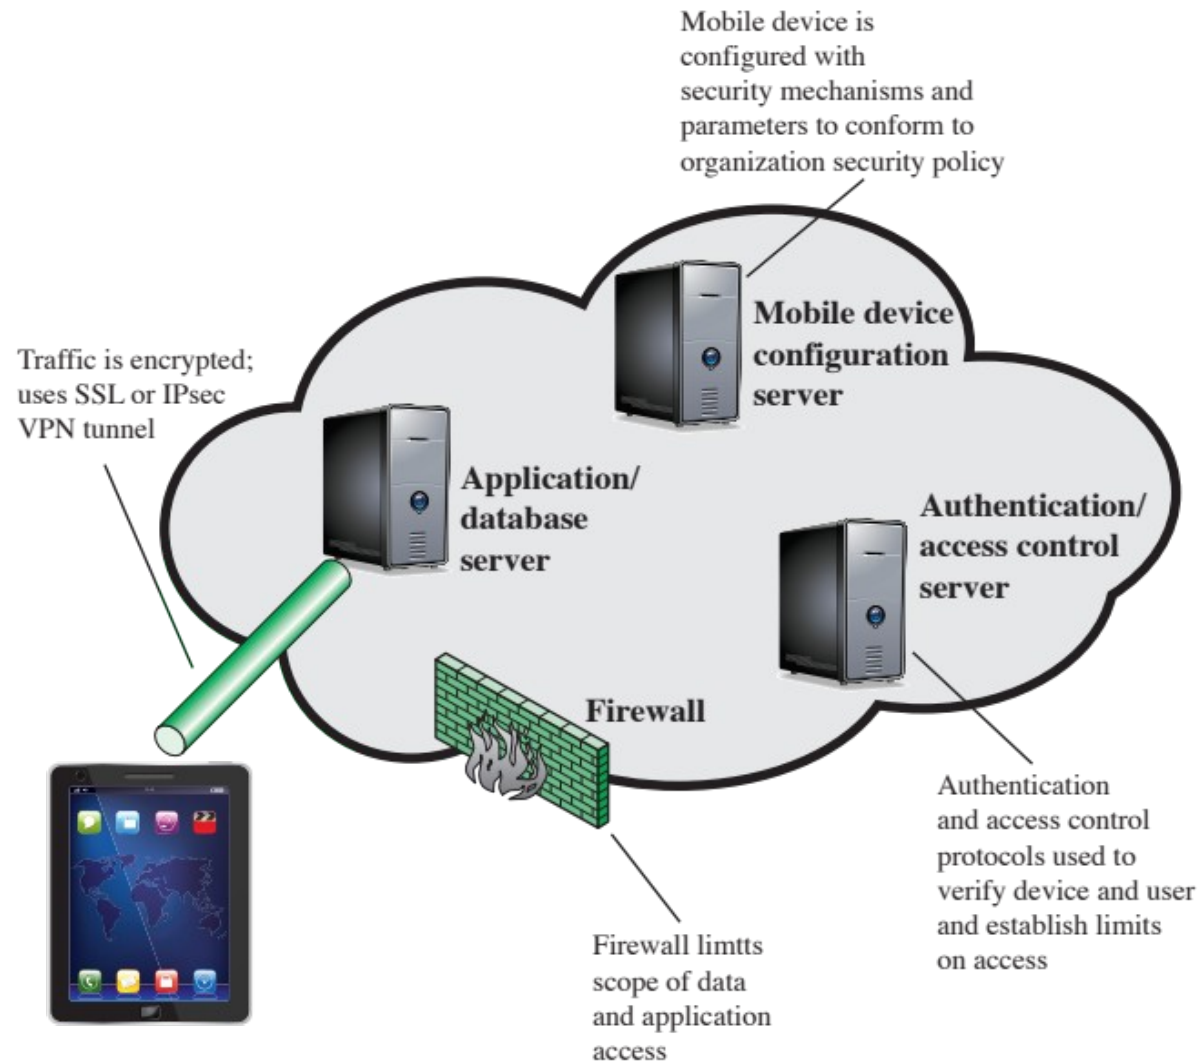 Mobile device is
configured with
security mechanisms and
parameters to conform to
organization security policy
Mobile device
configuration
server
Traffic is encrypted;
uses SSL or IPsec
VPN tunnel
Application/
database
server
Authentication/
access control
server
Firewall
Authentication
and access control
protocols used to
verify device and user
and establish limits
on access
Firewall limtts
scope of data
and application
access